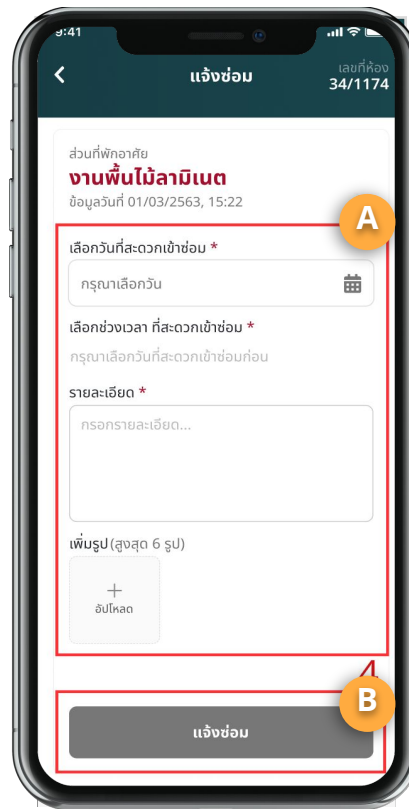 9:41
เลขที่ห้อง
แจ้งซ่อม
34/1174
ส่วนที่พักอาศัย
งานพื้นไม้ลามิเนต
ข้อมูลวันที่ 01/03/2563, 15:22
A
เลือกวันที่สะดวกเข้าซ่อม *
กรุณาเลือกวัน
เลือกช่วงเวลา ที่สะดวกเข้าซ่อม *
กรุณาเลือกวันที่สะดวกเข้าซ่อมก่อน
รายละเอียด *
กรอกรายละเอียด...
เพิ่มรูป (สูงสุด 6 รูป)
+
อัปโหลด
4
B
แจ้งซ่อม